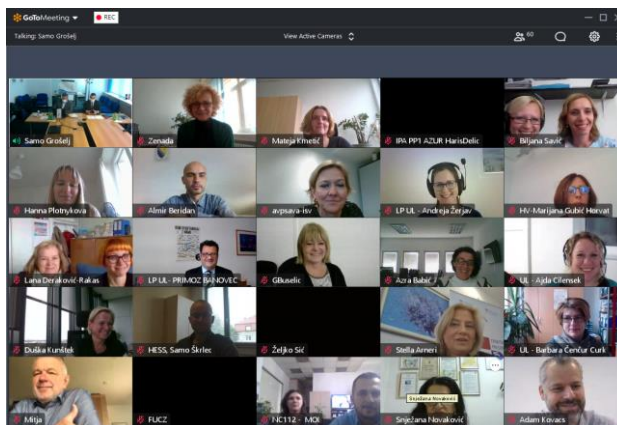 GoToMeeting
REC
Talking: Samo Grošelj
View Active Cameras
60
Samo Grošelj
Zenada
Mateja Kmetič
IPA PP1 AZUR HarisDelic
Biljana Savić
Hanna Plotnykova
Almir Beridan
avpsava-isv
LP UL - Andreja Žerjav
HV-Marijana Gubić Horvat
Lana Deraković-Rakas
LP UL- PRIMOZ BANOVEC
GBuselic
Azra Babić
UL - Ajda Cilensek
Duška Kunštek
HESS, Samo Škrlec
Željko Sić
Stella Arneri
UL - Barbara Čenčur Curk
Mitja
FUCZ
NC112 - MOI
Snježana Novaković
Snježana Novaković
Adam Kovacs